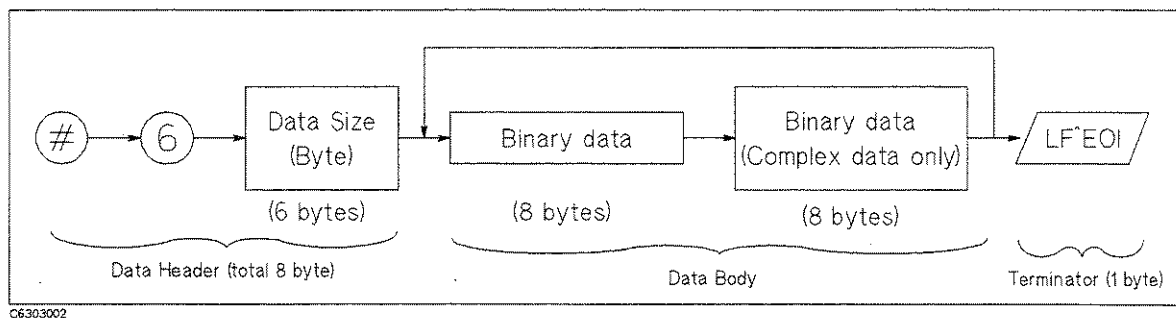 #
6
Data Size
(Byte)
Binary data
Binary data
(Complex data only)
LF^EOI
(6 bytes)
(8 bytes)
(8 bytes)
Data Header (total 8 byte)
Data Body
Terminator (1 byte)
C6303002